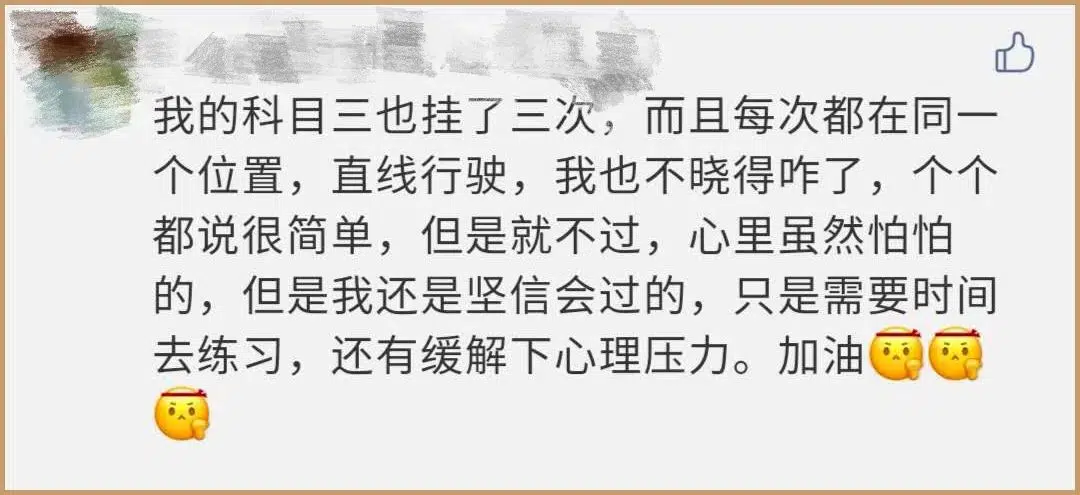 我的科目三也挂了三次，而且每次都在同一
个位置，直线行驶，我也不晓得咋了，个个
都说很简单，但是就不过，心里虽然怕怕
的，但是我还是坚信会过的，只是需要时间
去练习，还有缓解下心理压力。加油